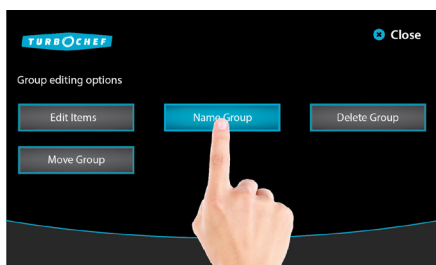 TURBOCHEF
Close
Group editing options
Edit Items
Name Group
Delete Group
Move Group